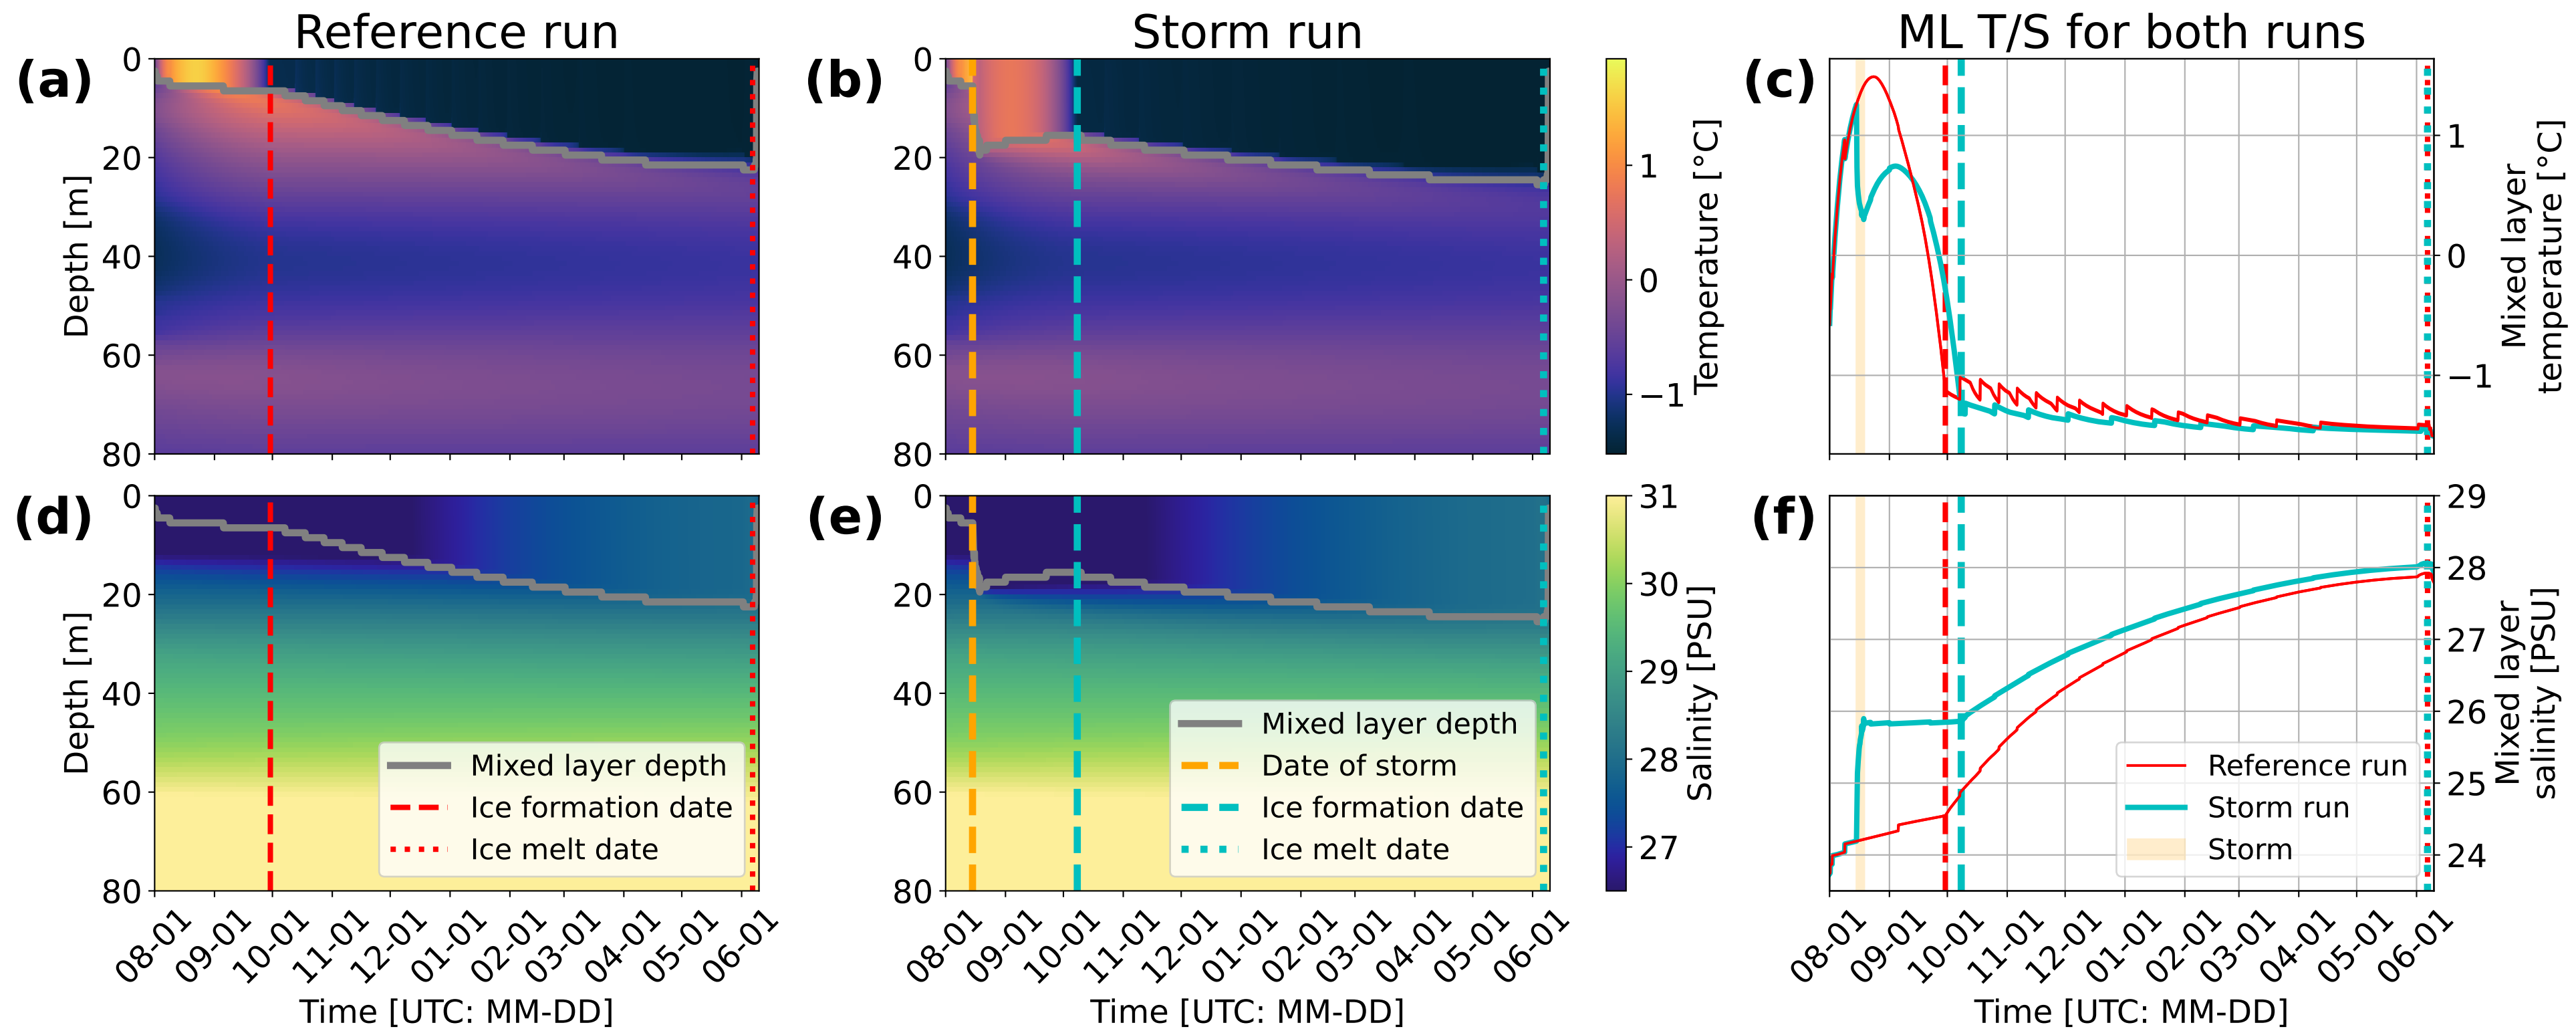 Reference run
Storm run
ML T/S for both runs
(a)
0
20
40
60
80
Depth [m]
(b)
0
20
40
60
80
1
0
−1
Temperature [°C]
(c)
1
0
−1
Mixed layer
temperature [°C]
(d)
0
20
40
60
80
Depth [m]
Mixed layer depth
Ice formation date
Ice melt date
08-01
09-01
10-01
11-01
12-01
01-01
02-01
03-01
04-01
05-01
06-01
Time [UTC: MM-DD]
(e)
0
20
40
60
80
Mixed layer depth
Date of storm
Ice formation date
Ice melt date
08-01
09-01
10-01
11-01
12-01
01-01
02-01
03-01
04-01
05-01
06-01
Time [UTC: MM-DD]
31
30
29
28
27
Salinity [PSU]
(f)
29
28
27
26
25
24
Mixed layer
salinity [PSU]
Reference run
Storm run
Storm
08-01
09-01
10-01
11-01
12-01
01-01
02-01
03-01
04-01
05-01
06-01
Time [UTC: MM-DD]